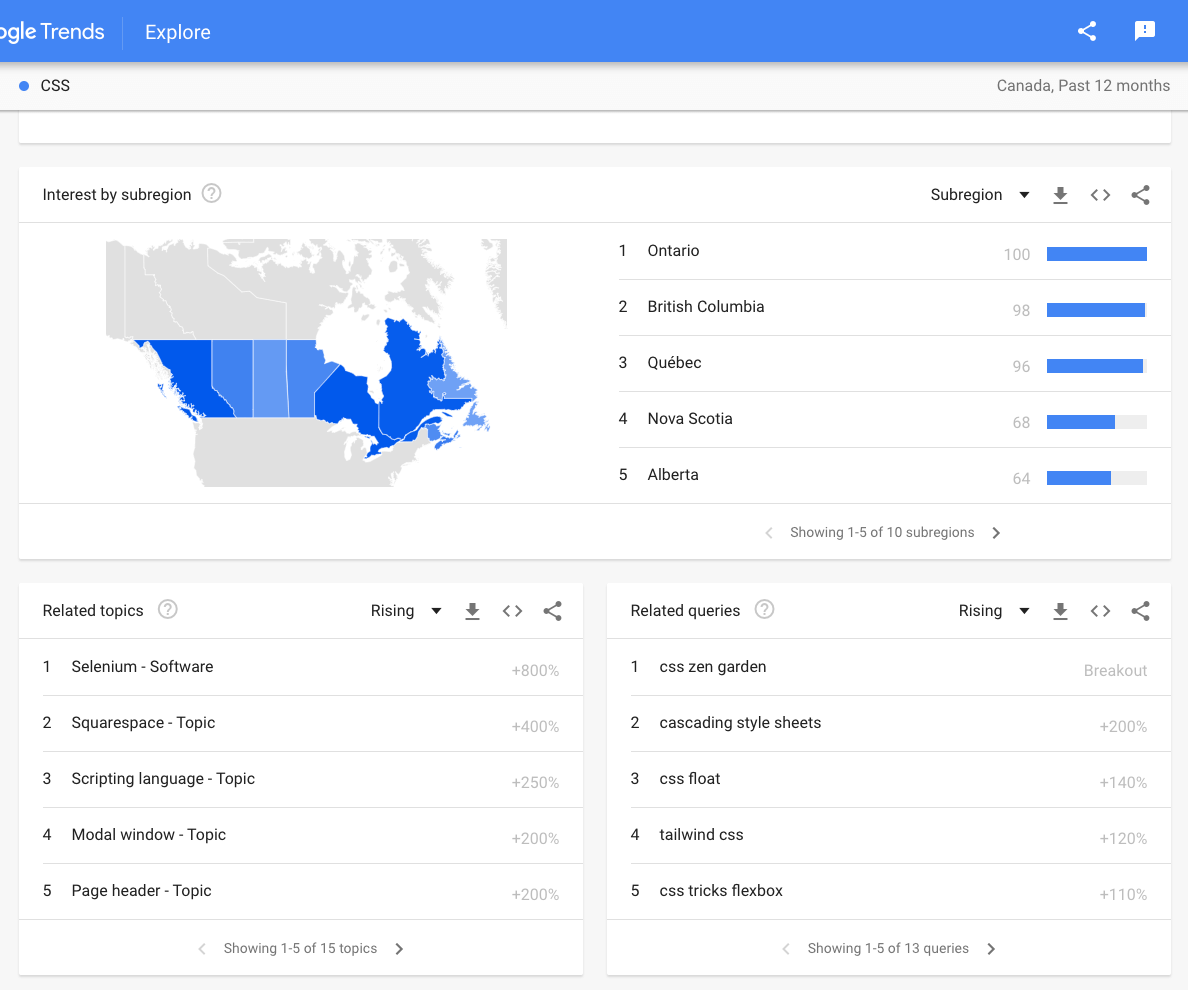 ogle Trends
Explore
CSS
Canada, Past 12 months
Interest by subregion
Subregion
1 Ontario 100
2 British Columbia 98
3 Québec 96
4 Nova Scotia 68
5 Alberta 64
Showing 1-5 of 10 subregions
Related topics
Rising
1 Selenium - Software +800%
2 Squarespace - Topic +400%
3 Scripting language - Topic +250%
4 Modal window - Topic +200%
5 Page header - Topic +200%
Showing 1-5 of 15 topics
Related queries
Rising
1 css zen garden Breakout
2 cascading style sheets +200%
3 css float +140%
4 tailwind css +120%
5 css tricks flexbox +110%
Showing 1-5 of 13 queries